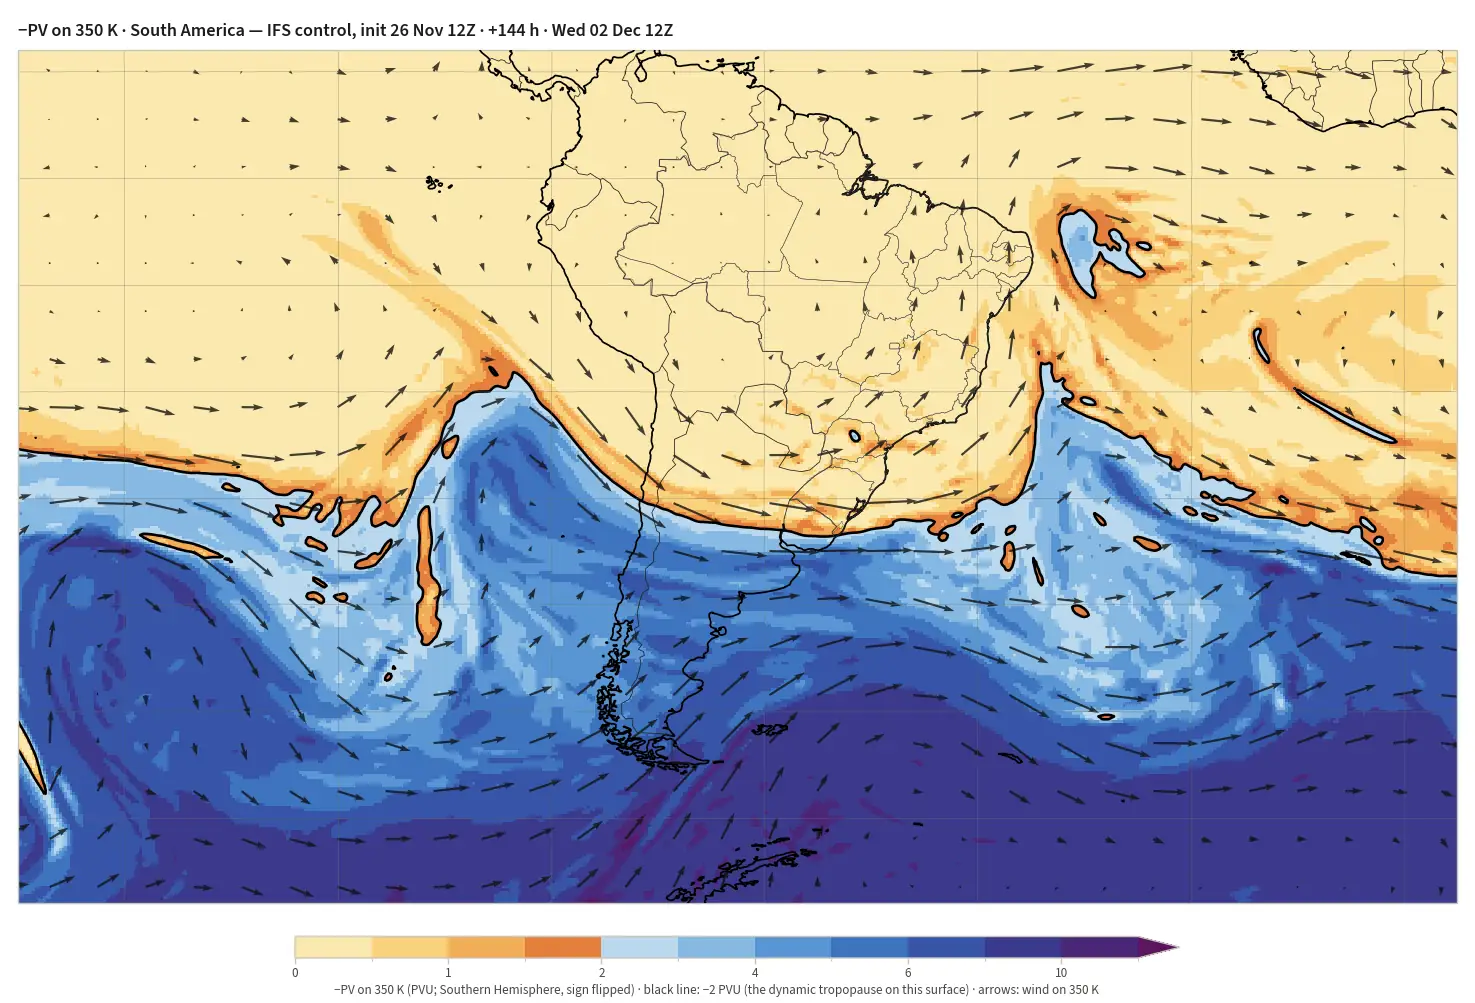 −PV on 350 K · South America — IFS control, init 26 Nov 12Z · +144 h · Wed 02 Dec 12Z
0 1 2 4 6 10
−PV on 350 K (PVU; Southern Hemisphere, sign flipped) · black line: −2 PVU (the dynamic tropopause on this surface) · arrows: wind on 350 K